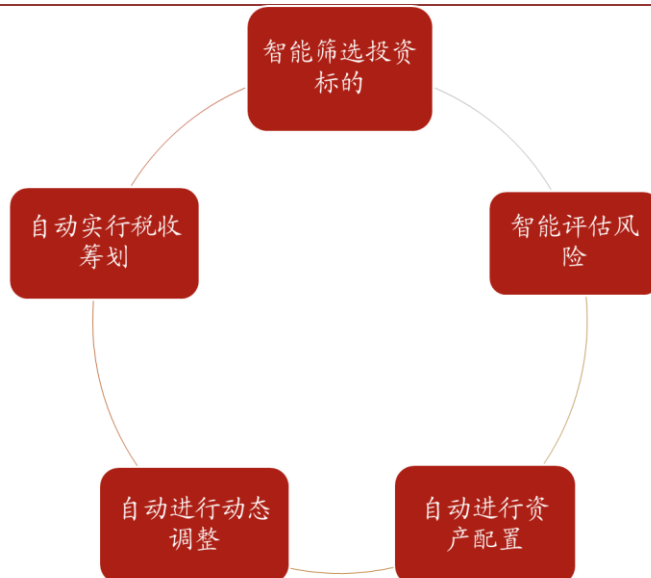 智能筛选投资
标的
智能评估风
险
自动进行资
产配置
自动进行动态
调整
自动实行税收
筹划